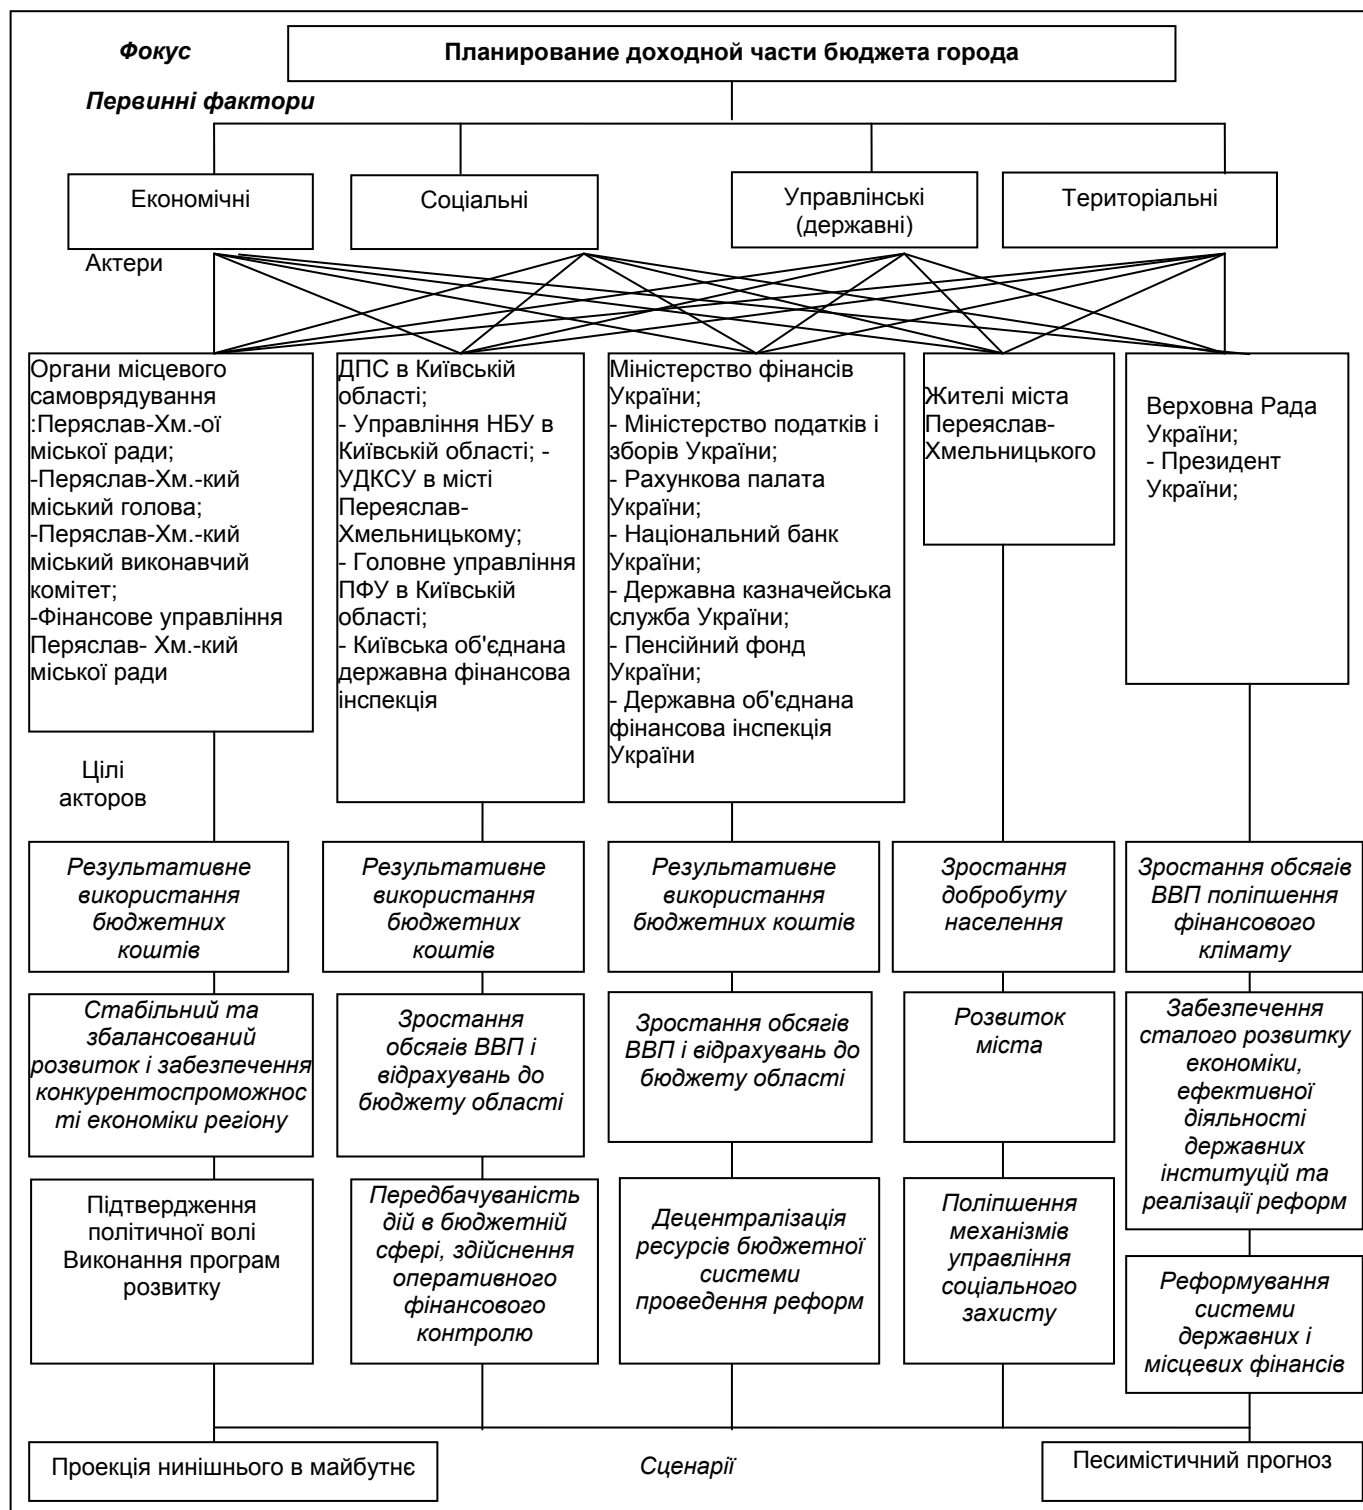 Фокус
Планирование доходной части бюджета города
Первинні фактори
Економічні
Соціальні
Управлінські
(державні)
Територіальні
Актери
Органи місцевого
самоврядування
:Переяслав-Хм.-ої
міської ради;
-Переяслав-Хм.-кий
міський голова;
-Переяслав-Хм.-кий
міський виконавчий
комітет;
-Фінансове управління
Переяслав- Хм.-кий
міської ради
ДПС в Київській
області;
- Управління НБУ в
Київській області; -
УДКСУ в місті
Переяслав-
Хмельницькому;
- Головне управління
ПФУ в Київській
області;
- Київська об'єднана
державна фінансова
інспекція
Міністерство фінансів
України;
- Міністерство податків і
зборів України;
- Рахункова палата
України;
- Національний банк
України;
- Державна казначейська
служба України;
- Пенсійний фонд
України;
- Державна об'єднана
фінансова інспекція
України
Жителі міста
Переяслав-
Хмельницького
Верховна Рада
України;
- Президент
України;
Цілі
акторов
Результативне
використання
бюджетних
коштів
Результативне
використання
бюджетних
коштів
Результативне
використання
бюджетних коштів
Зростання
добробуту
населення
Зростання обсягів
ВВП поліпшення
фінансового
клімату
Стабільний та
збалансований
розвиток і забезпечення
конкурентоспроможнос
ті економіки регіону
Зростання
обсягів ВВП і
відрахувань до
бюджету області
Зростання обсягів
ВВП і відрахувань до
бюджету області
Розвиток
міста
Забезпечення
сталого розвитку
економіки,
ефективної
діяльності
державних
інституцій та
реалізації реформ
Підтвердження
політичної волі
Виконання програм
розвитку
Передбачуваність
дій в бюджетній
сфері, здійснення
оперативного
фінансового
контролю
Децентралізація
ресурсів бюджетної
системи
проведення реформ
Поліпшення
механізмів
управління
соціального
захисту
Реформування
системи
державних і
місцевих фінансів
Проекція нинішнього в майбутнє
Сценарії
Песимістичний прогноз